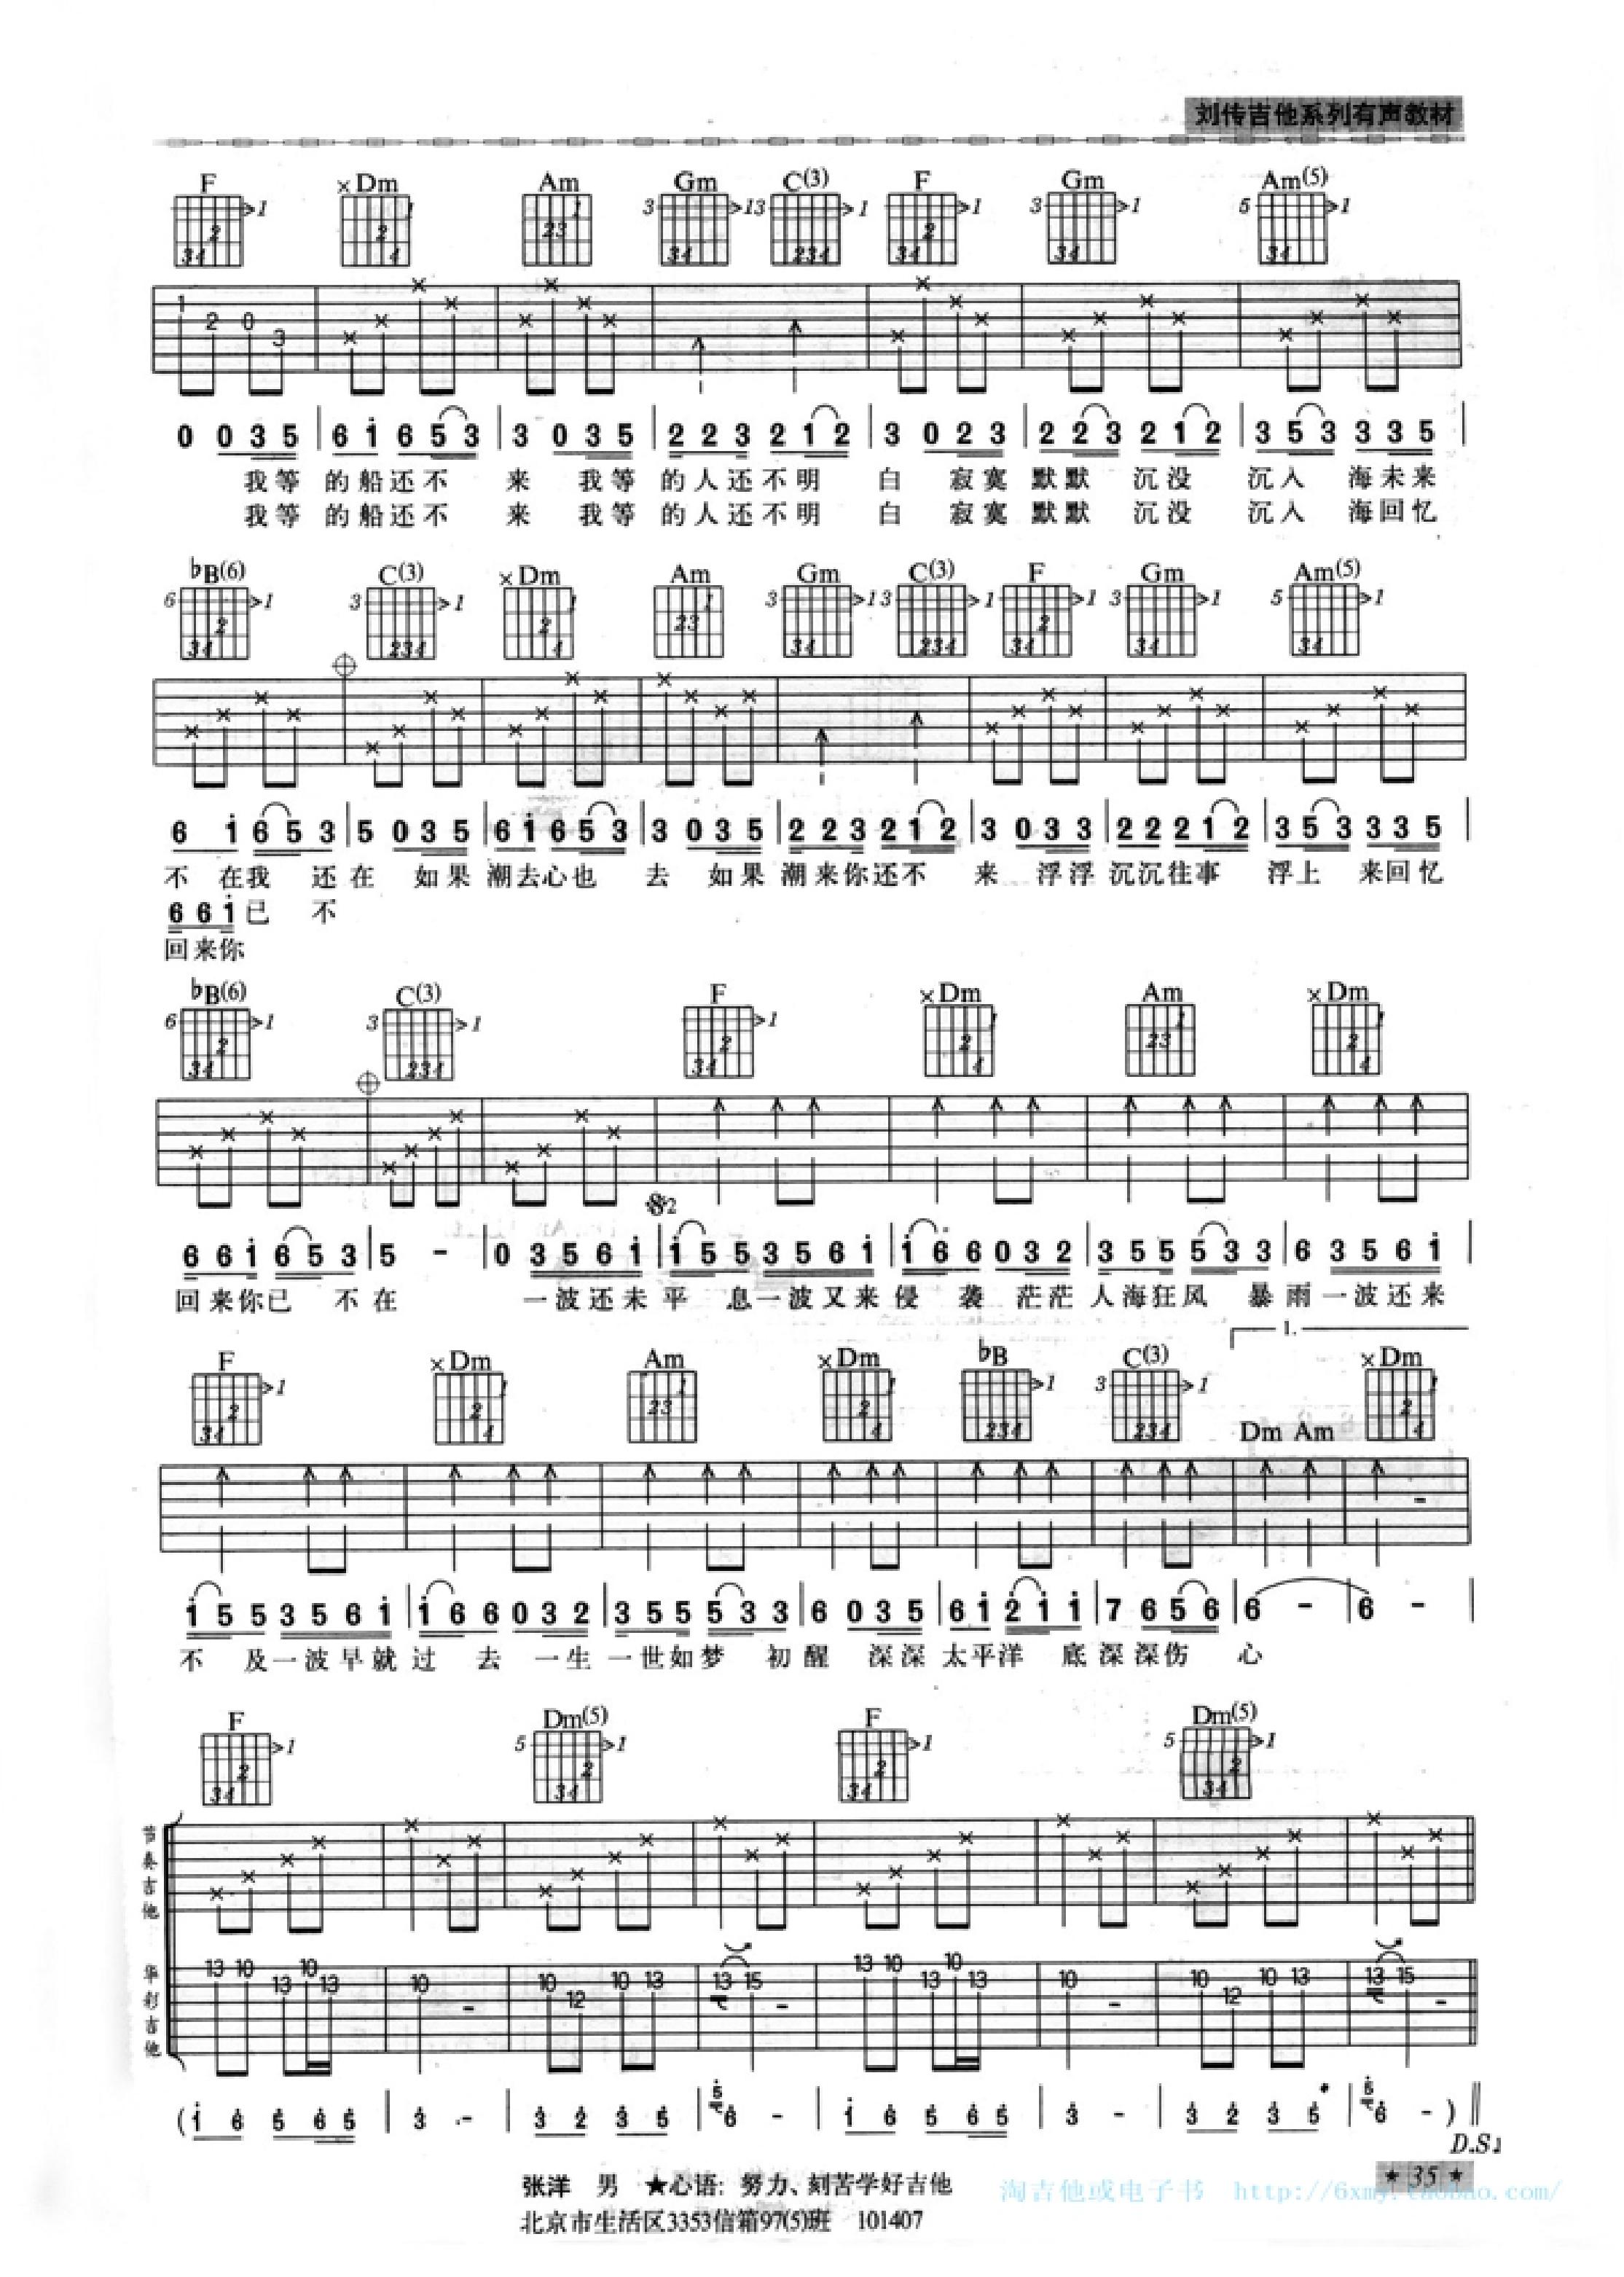 刘传吉他系列有声教材
F ×Dm Am Gm C(3) F Gm Am(5)
0 0 3 5 | 6 i 6 5 3 | 3 0 3 5 | 2 2 3 2 1 2 | 3 0 2 3 | 2 2 3 2 1 2 | 3 5 3 3 3 5 |
我等 的船还不 来 我等 的人还不明 白 寂寞 默默 沉没 沉入 海未来
我等 的船还不 来 我等 的人还不明 白 寂寞 默默 沉没 沉入 海回忆
♭B(6) C(3) ×Dm Am Gm C(3) F Gm Am(5)
6 i 6 5 3 | 5 0 3 5 | 6 i 6 5 3 | 3 0 3 5 | 2 2 3 2 1 2 | 3 0 3 3 | 2 2 2 1 2 | 3 5 3 3 3 5 |
不 在我 还在 如果 潮去心也 去 如果 潮来你还不 来 浮浮 沉沉往事 浮上 来回忆
6 6 i 已 不
回来你
♭B(6) C(3) F ×Dm Am ×Dm
6 6 i 6 5 3 | 5 - | 0 3 5 6 i | i 5 5 3 5 6 i | i 6 6 0 3 2 | 3 5 5 5 3 3 | 6 3 5 6 i |
回来你已 不在 一波还未平 息一波又来侵 袭 茫茫 人海狂风 暴雨一波还来
1.
F ×Dm Am ×Dm ♭B C(3) Dm Am ×Dm
i 5 5 3 5 6 i | i 6 6 0 3 2 | 3 5 5 5 3 3 | 6 0 3 5 | 6 i 2 i i | 7 6 5 6 | 6 - | 6 - |
不 及一波早就过 去 一生 一世如梦 初醒 深深 太平洋 底深深伤 心
F Dm(5) F Dm(5)
节奏吉他
华彩吉他
13 10 13 10 13 10 - 10 12 10 13 13 15 - 13 10 13 10 13 10 - 10 12 10 13 13 15 -
(i 6 5 6 5 | 3 - | 3 2 3 5 | 5 6 - | i 6 5 6 5 | 3 - | 3 2 3 5 | 5 6 - )
D.S.1
张洋 男 ★心语: 努力、刻苦学好吉他
北京市生活区3353信箱97(5)班 101407
★ 35 ★
淘吉他或电子书 http://6xmy.taobao.com/